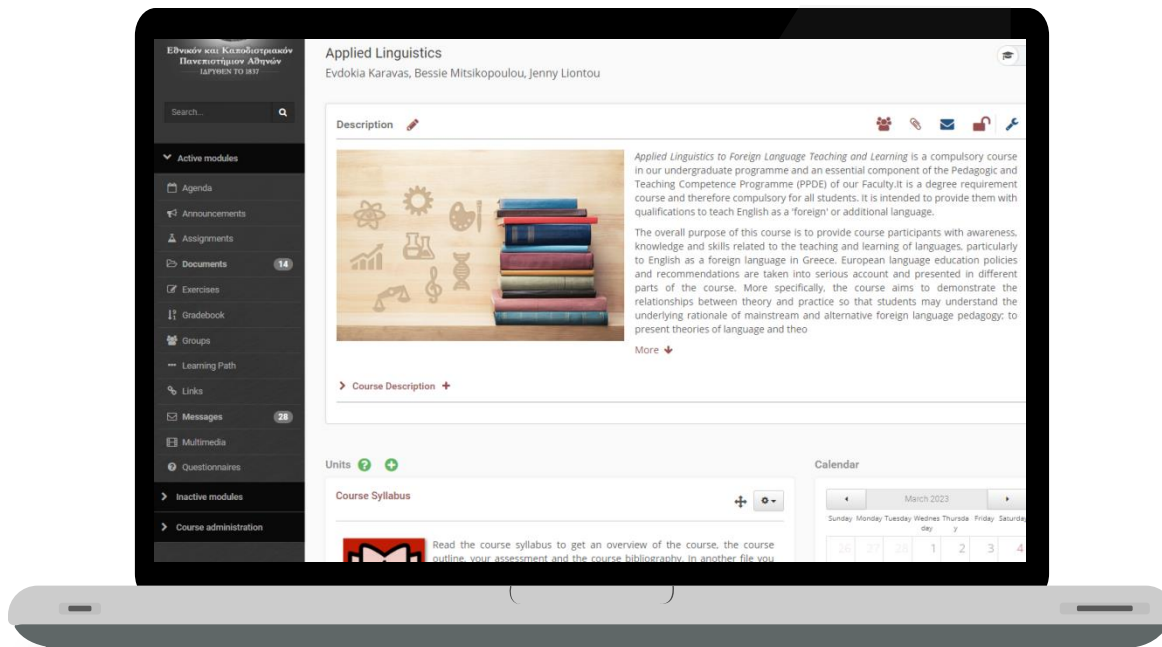 Εθνικόν και Καποδιστριακόν
Πανεπιστήμιον Αθηνών
ΙΔΡΥΘΕΝ ΤΟ 1837
Search...
Active modules
Agenda
Announcements
Assignments
Documents 14
Exercises
Gradebook
Groups
Learning Path
Links
Messages 28
Multimedia
Questionnaires
Inactive modules
Course administration
Applied Linguistics
Evdokia Karavas, Bessie Mitsikopoulou, Jenny Liontou
Description
Applied Linguistics to Foreign Language Teaching and Learning is a compulsory course
in our undergraduate programme and an essential component of the Pedagogic and
Teaching Competence Programme (PPDE) of our Faculty.It is a degree requirement
course and therefore compulsory for all students. It is intended to provide them with
qualifications to teach English as a 'foreign' or additional language.
The overall purpose of this course is to provide course participants with awareness,
knowledge and skills related to the teaching and learning of languages, particularly
to English as a foreign language in Greece. European language education policies
and recommendations are taken into serious account and presented in different
parts of the course. More specifically, the course aims to demonstrate the
relationships between theory and practice so that students may understand the
underlying rationale of mainstream and alternative foreign language pedagogy: to
present theories of language and theo
More
Course Description
Units
Course Syllabus
Read the course syllabus to get an overview of the course, the course
outline, your assessment and the course bibliography. In another file you
Calendar
March 2023
Sunday Monday Tuesday Wednes Thursda Friday Saturday
day y
26 27 28 1 2 3 4